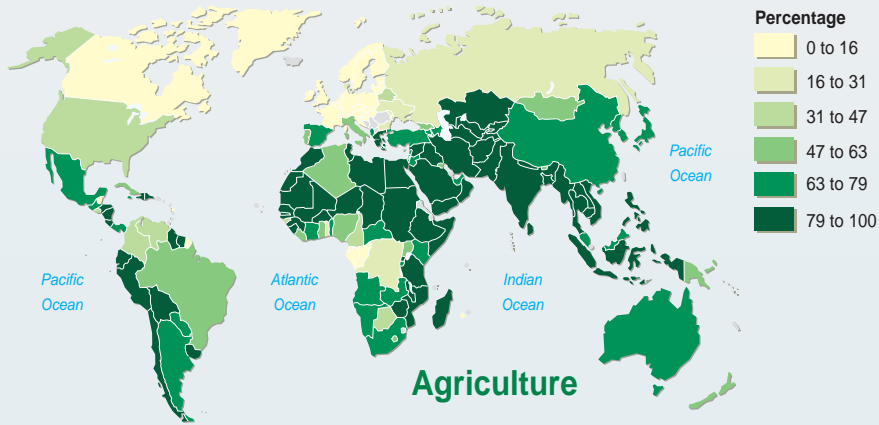 Percentage
0 to 16
16 to 31
31 to 47
47 to 63
63 to 79
79 to 100
Pacific
Ocean
Pacific
Ocean
Atlantic
Ocean
Indian
Ocean
Agriculture